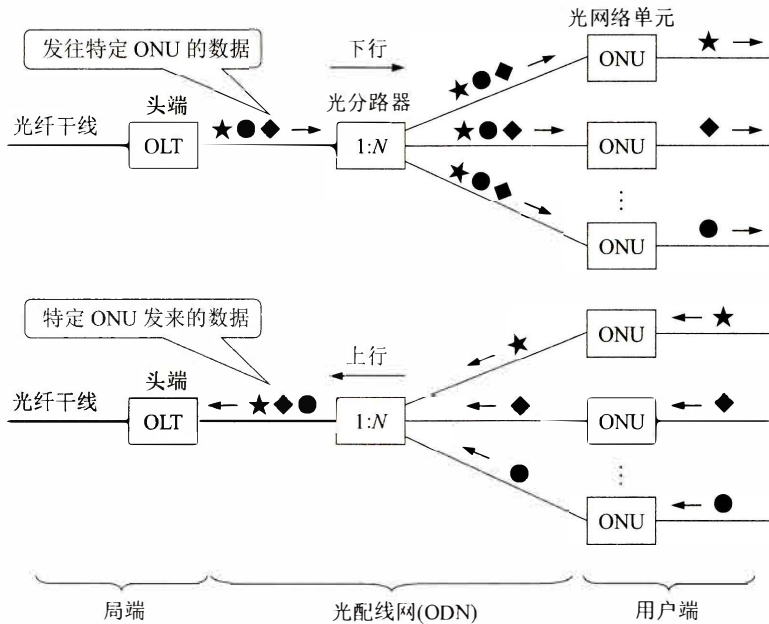 光网络单元
发往特定 ONU 的数据
下行
ONU
头端
光分路器
光纤干线
OLT
1:N
ONU
ONU
特定 ONU 发来的数据
上行
ONU
头端
光纤干线
OLT
1:N
ONU
ONU
局端
光配线网(ODN)
用户端